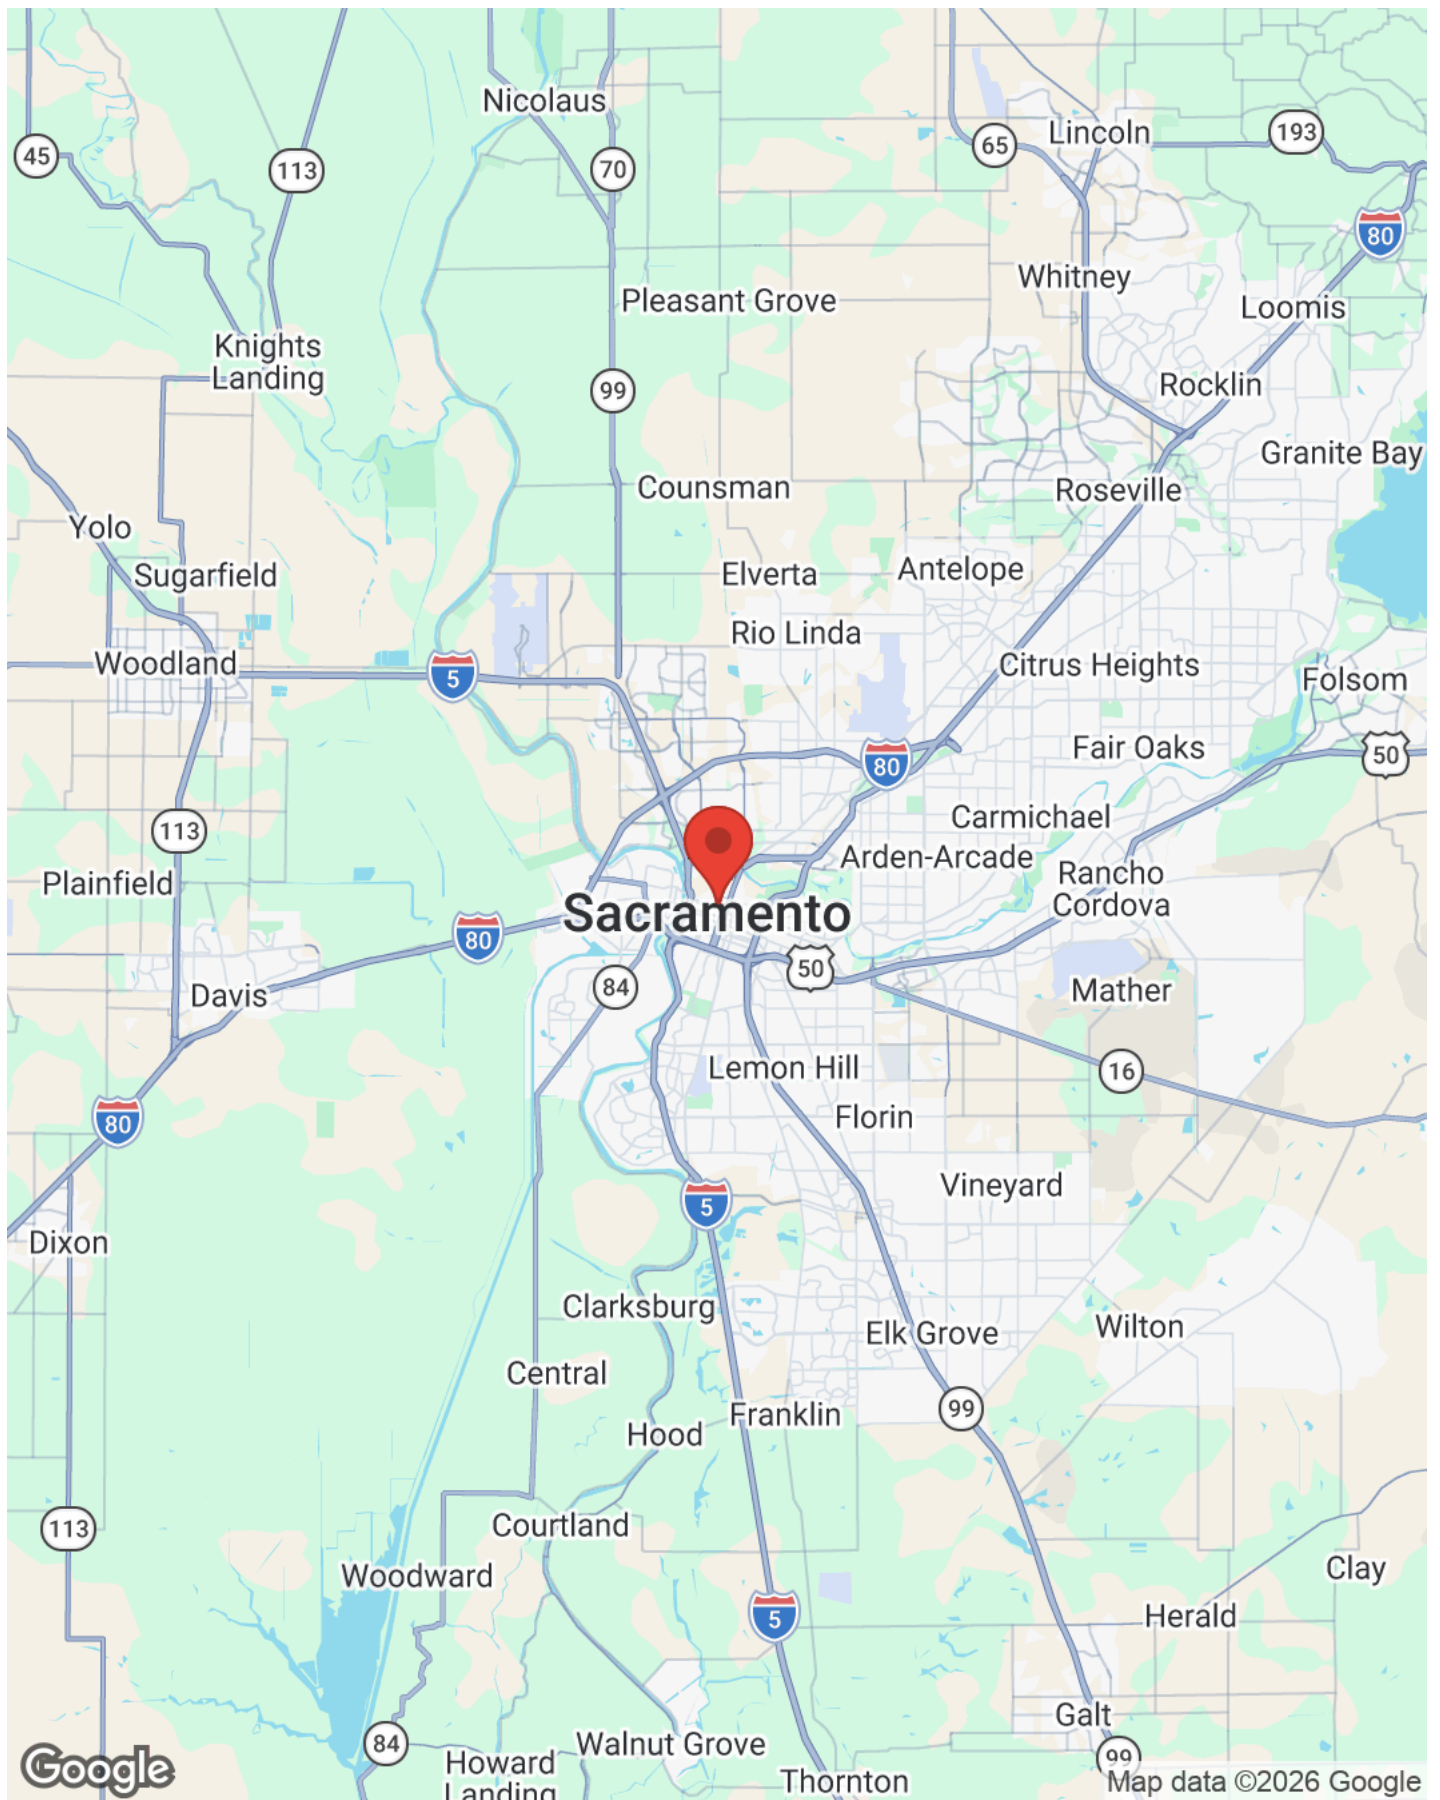 Nicolaus
Lincoln
193
65
45
113
70
80
Whitney
Pleasant Grove
Loomis
Knights
Landing
99
Rocklin
Granite Bay
Counsman
Roseville
Yolo
Sugarfield
Elverta
Antelope
Rio Linda
Woodland
5
Citrus Heights
Folsom
Fair Oaks
50
80
Carmichael
113
Arden-Arcade
Rancho
Cordova
Plainfield
Sacramento
80
50
84
Davis
Mather
Lemon Hill
16
80
Florin
Vineyard
5
Dixon
Clarksburg
Elk Grove
Wilton
Central
99
Franklin
Hood
113
Courtland
Woodward
Clay
5
Herald
Galt
84
Walnut Grove
99
Howard
Landing
Thornton
Google
Map data ©2026 Google